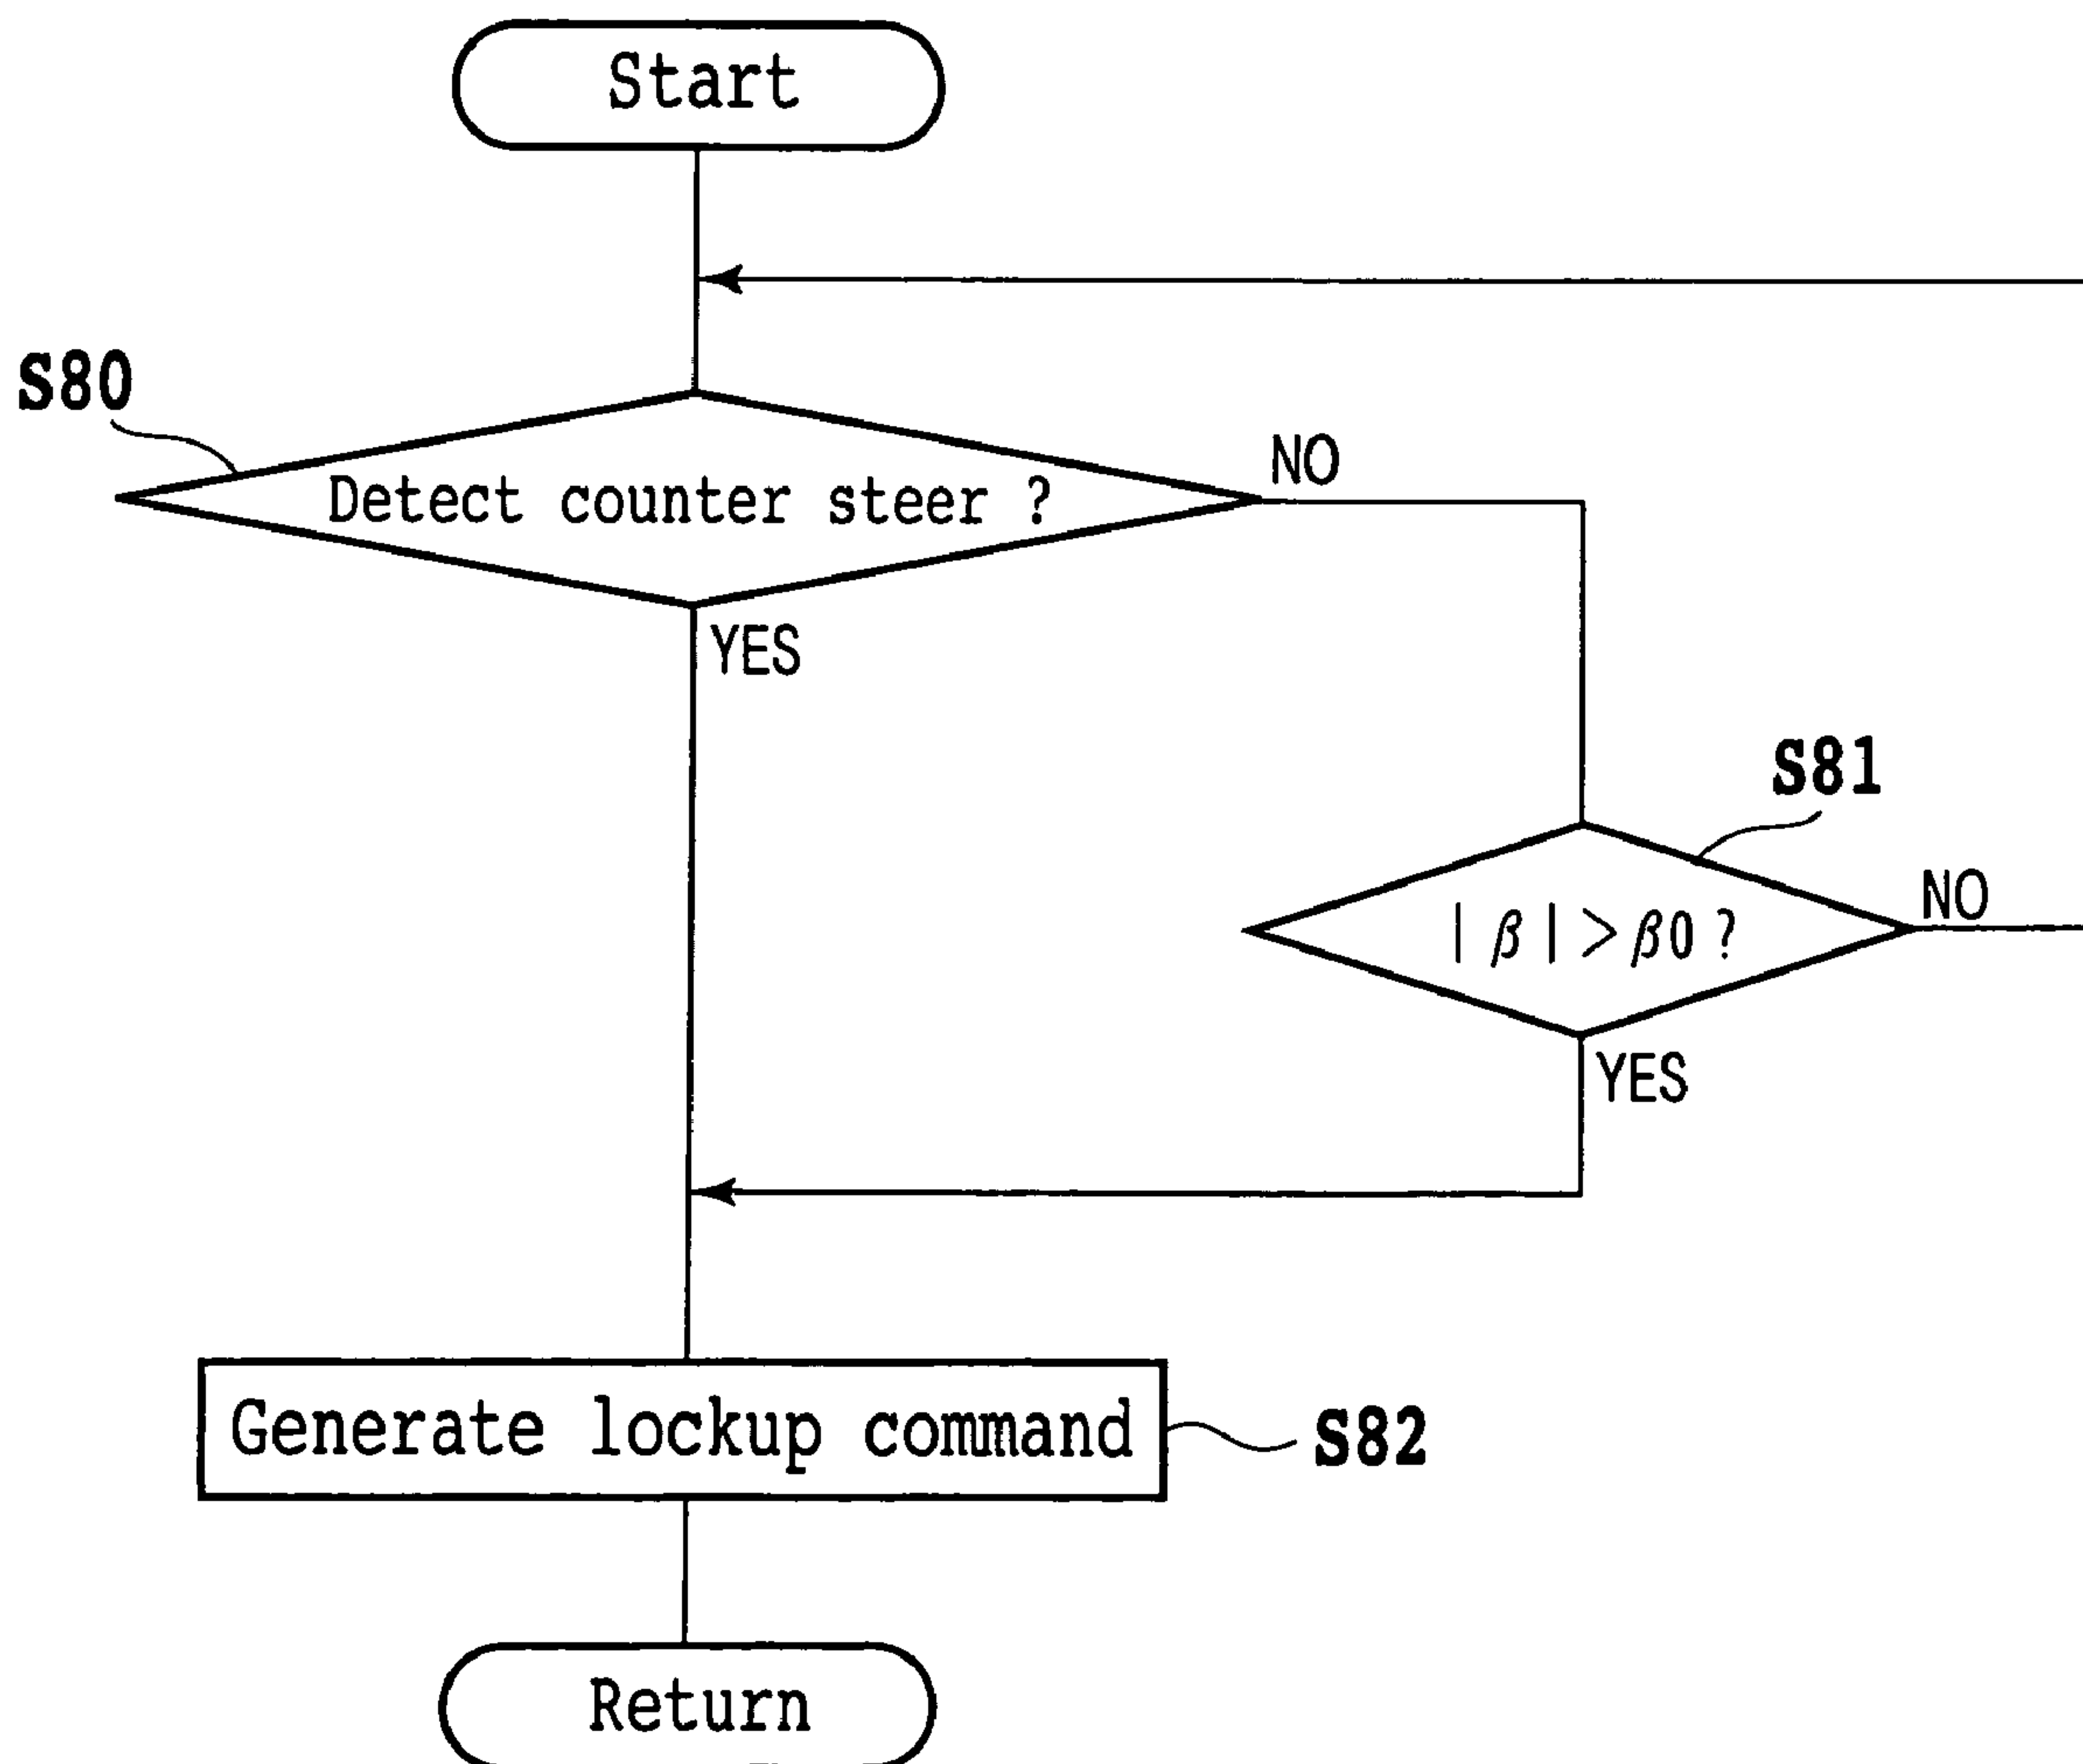 Start
S80
NO
Detect counter steer ?
YES
S81
NO
|β|>β0?
YES
Generate lockup command
S82
Return